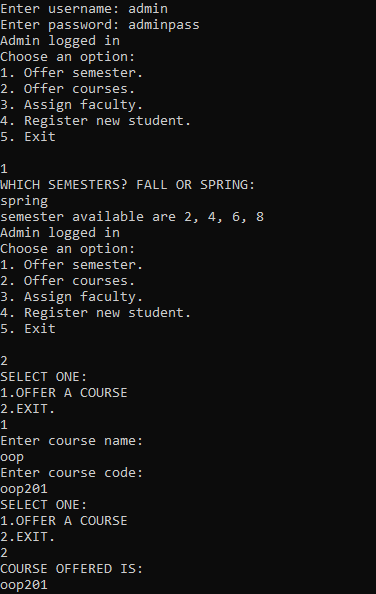 Enter username: admin
Enter password: adminpass
Admin logged in
Choose an option:
1. Offer semester.
2. Offer courses.
3. Assign faculty.
4. Register new student.
5. Exit
1
WHICH SEMESTERS? FALL OR SPRING:
spring
semester available are 2, 4, 6, 8
Admin logged in
Choose an option:
1. Offer semester.
2. Offer courses.
3. Assign faculty.
4. Register new student.
5. Exit
2
SELECT ONE:
1.OFFER A COURSE
2.EXIT.
1
Enter course name:
oop
Enter course code:
oop201
SELECT ONE:
1.OFFER A COURSE
2.EXIT.
2
COURSE OFFERED IS:
oop201